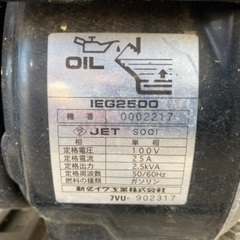 OIL
IEG2500
機番 0002217
JET SOQI
相 単相
定格電圧 100V
定格電流 25A
定格出力 2.5kVA
定格周波数 50/60Hz
燃料の種類 ガソリン
新ダイワ工業株式会社
7VU- 902317